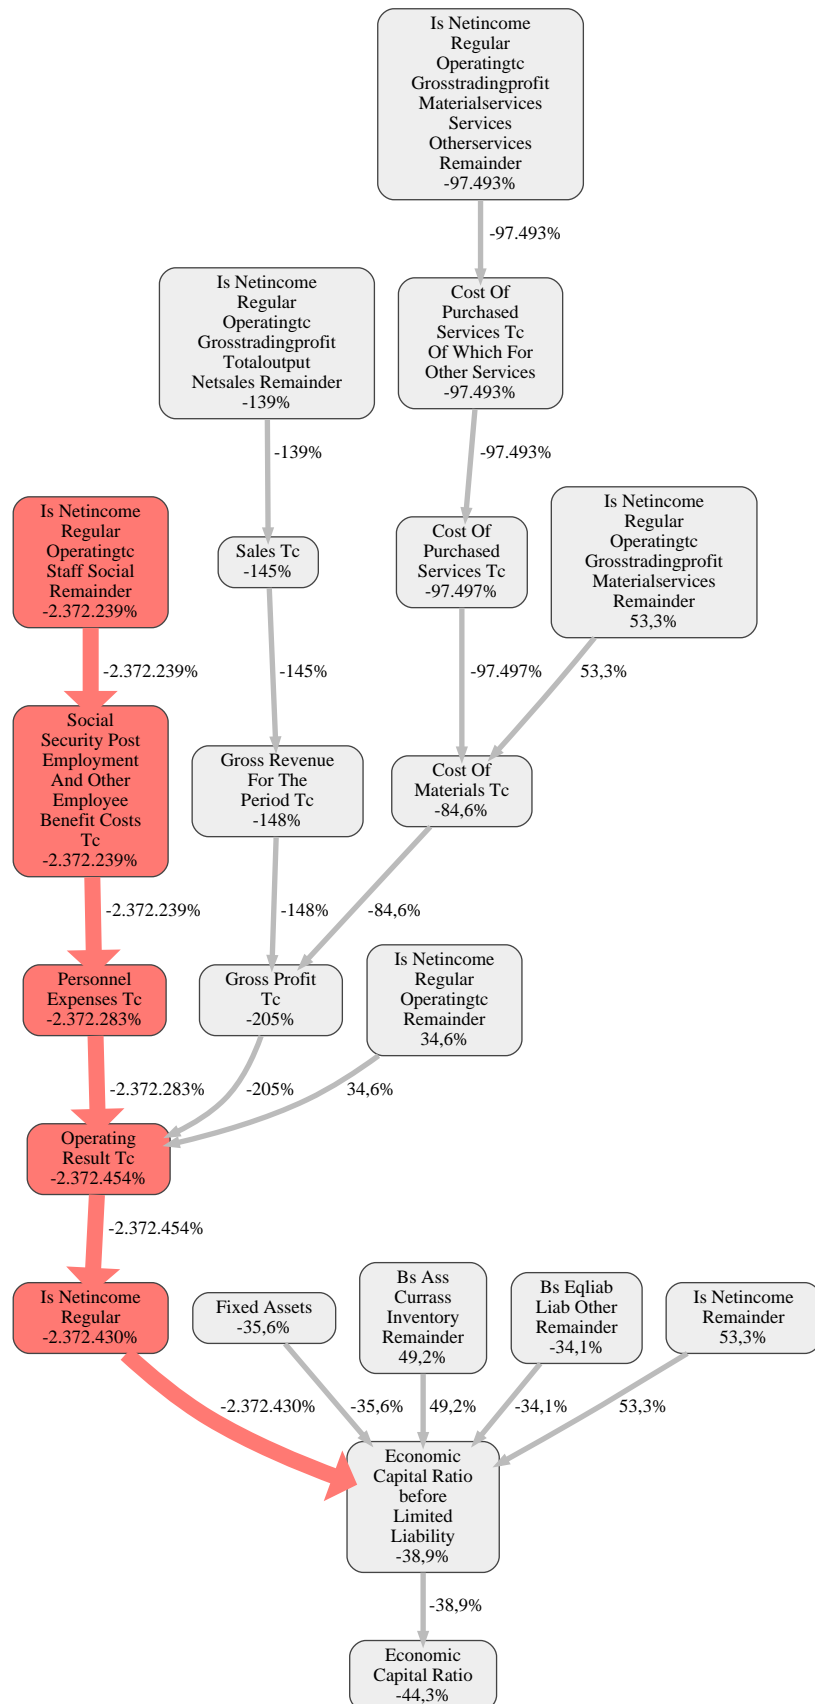 Is Netincome
Regular
Operatingtc
Grosstradingprofit
Materialservices
Services
Otherservices
Remainder
-97.493%
-97.493%
Is Netincome
Regular
Operatingtc
Grosstradingprofit
Totaloutput
Netsales Remainder
-139%
Cost Of
Purchased
Services Tc
Of Which For
Other Services
-97.493%
-139%
-97.493%
Is Netincome
Regular
Operatingtc
Staff Social
Remainder
-2.372.239%
Sales Tc
-145%
Cost Of
Purchased
Services Tc
-97.497%
Is Netincome
Regular
Operatingtc
Grosstradingprofit
Materialservices
Remainder
53,3%
-2.372.239%
-145%
-97.497%
53,3%
Social
Security Post
Employment
And Other
Employee
Benefit Costs
Tc
-2.372.239%
Gross Revenue
For The
Period Tc
-148%
Cost Of
Materials Tc
-84,6%
-2.372.239%
-148%
-84,6%
Personnel
Expenses Tc
-2.372.283%
Gross Profit
Tc
-205%
Is Netincome
Regular
Operatingtc
Remainder
34,6%
-2.372.283%
-205%
34,6%
Operating
Result Tc
-2.372.454%
-2.372.454%
Is Netincome
Regular
-2.372.430%
Fixed Assets
-35,6%
Bs Ass
Currass
Inventory
Remainder
49,2%
Bs Eqliab
Liab Other
Remainder
-34,1%
Is Netincome
Remainder
53,3%
-2.372.430%
-35,6%
49,2%
-34,1%
53,3%
Economic
Capital Ratio
before
Limited
Liability
-38,9%
-38,9%
Economic
Capital Ratio
-44,3%